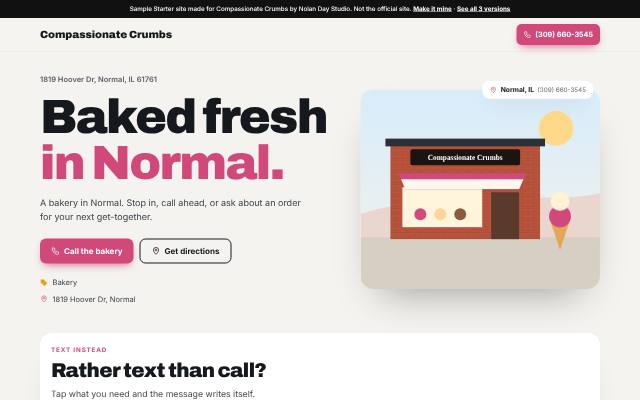 Sample Starter site made for Compassionate Crumbs by Nolan Day Studio. Not the official site. Make it mine · See all 3 versions
Compassionate Crumbs
(309) 660-3545
1819 Hoover Dr, Normal, IL 61761
Baked fresh
in Normal.
A bakery in Normal. Stop in, call ahead, or ask about an order
for your next get-together.
Call the bakery
Get directions
Bakery
1819 Hoover Dr, Normal
Normal, IL (309) 660-3545
Compassionate Crumbs
TEXT INSTEAD
Rather text than call?
Tap what you need and the message writes itself.